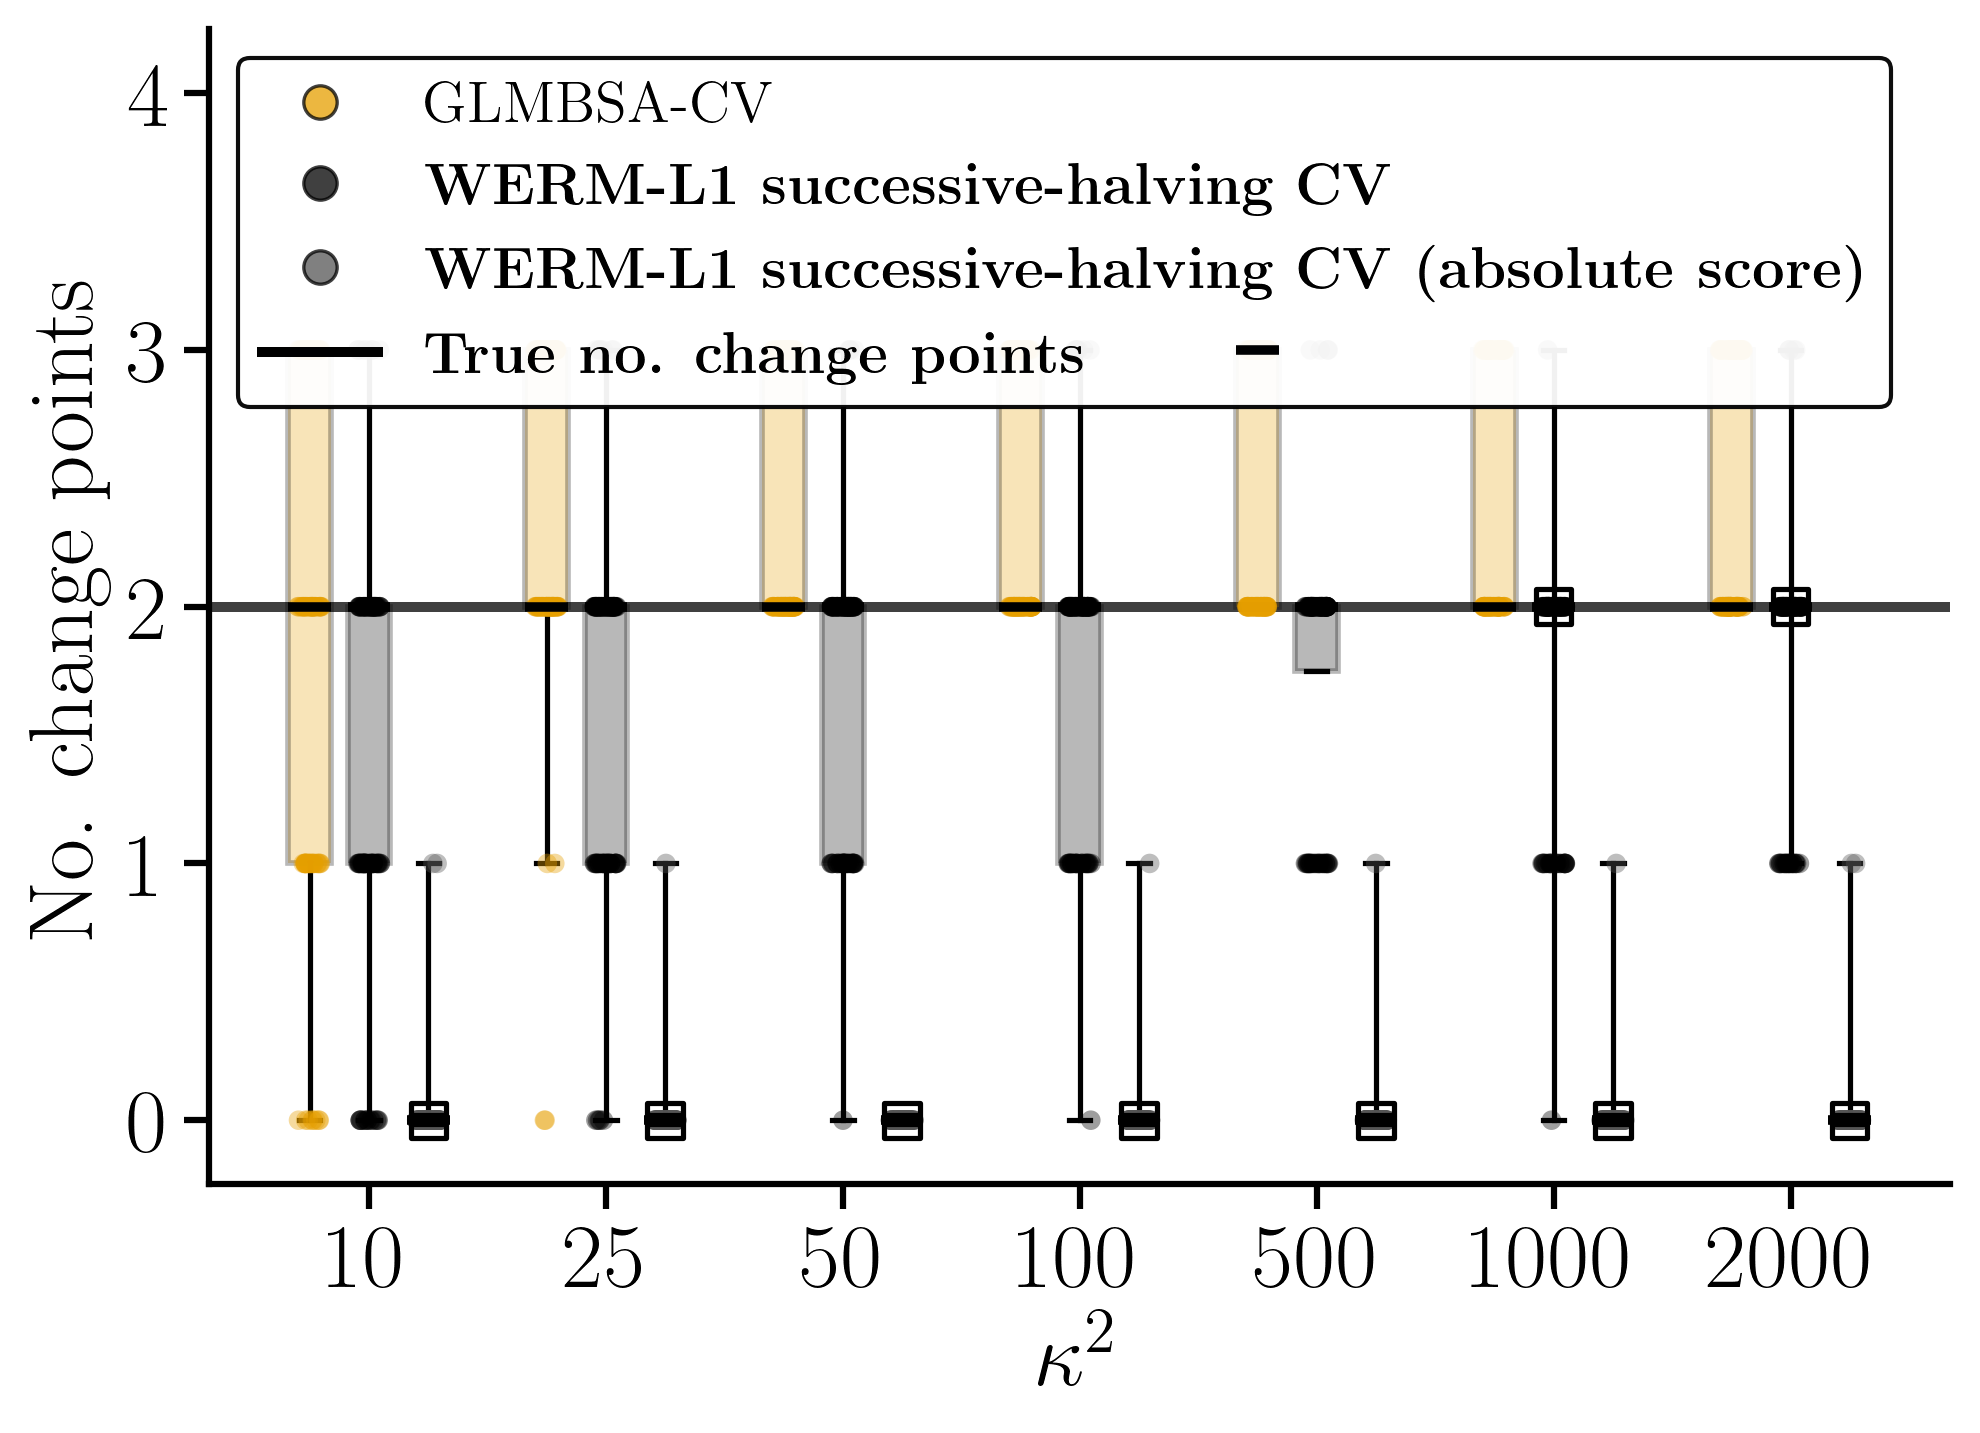 GLMBSA-CV
WERM-L1 successive-halving CV
WERM-L1 successive-halving CV (absolute score)
True no. change points
No. change points
4
3
2
1
0
10 25 50 100 500 1000 2000
κ²